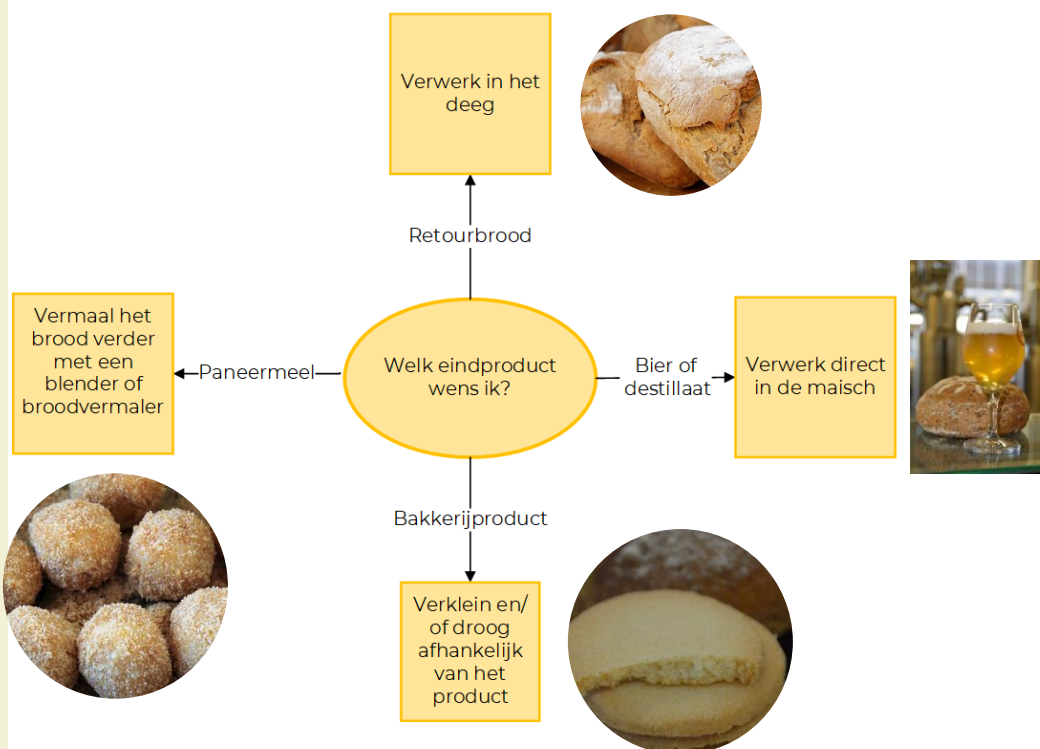 Verwerk in het
deeg
Retourbrood
Vermaal het
brood verder
met een
blender of
broodvermaler
Paneermeel
Welk eindproduct
wens ik?
Bier of
destillaat
Verwerk direct
in de maisch
Bakkerijproduct
Verklein en/
of droog
afhankelijk
van het
product